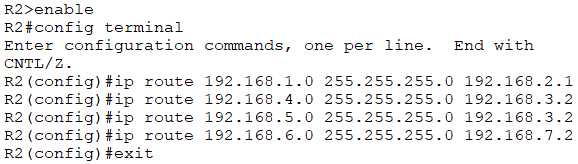 R2>enable
R2#config terminal
Enter configuration commands, one per line.  End with
CNTL/Z.
R2(config)#ip route 192.168.1.0 255.255.255.0 192.168.2.1
R2(config)#ip route 192.168.4.0 255.255.255.0 192.168.3.2
R2(config)#ip route 192.168.5.0 255.255.255.0 192.168.3.2
R2(config)#ip route 192.168.6.0 255.255.255.0 192.168.7.2
R2(config)#exit